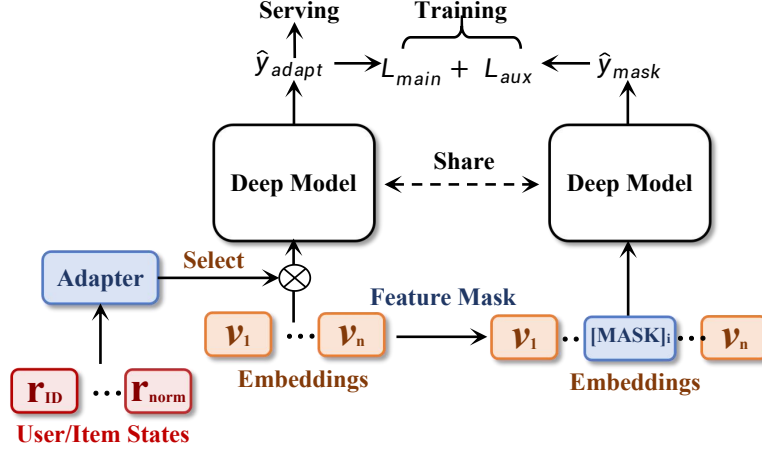 Serving Training
ŷadapt Lmain + Laux ŷmask
Deep Model Share Deep Model
Adapter Select
Feature Mask
v1 ... vn v1 .. [MASK]i ... vn
Embeddings Embeddings
rID ... rnorm
User/Item States